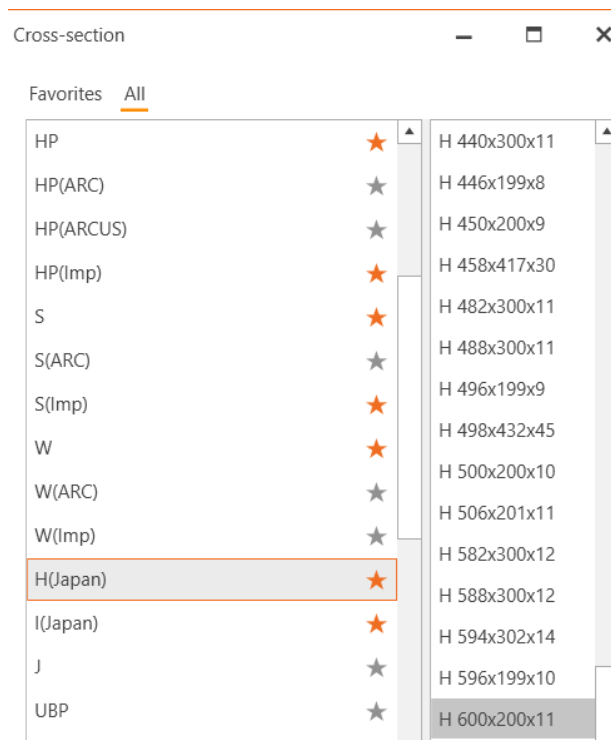 Cross-section
Favorites All
HP
HP(ARC)
HP(ARCUS)
HP(Imp)
S
S(ARC)
S(Imp)
W
W(ARC)
W(Imp)
H(Japan)
I(Japan)
J
UBP
H 440x300x11
H 446x199x8
H 450x200x9
H 458x417x30
H 482x300x11
H 488x300x11
H 496x199x9
H 498x432x45
H 500x200x10
H 506x201x11
H 582x300x12
H 588x300x12
H 594x302x14
H 596x199x10
H 600x200x11